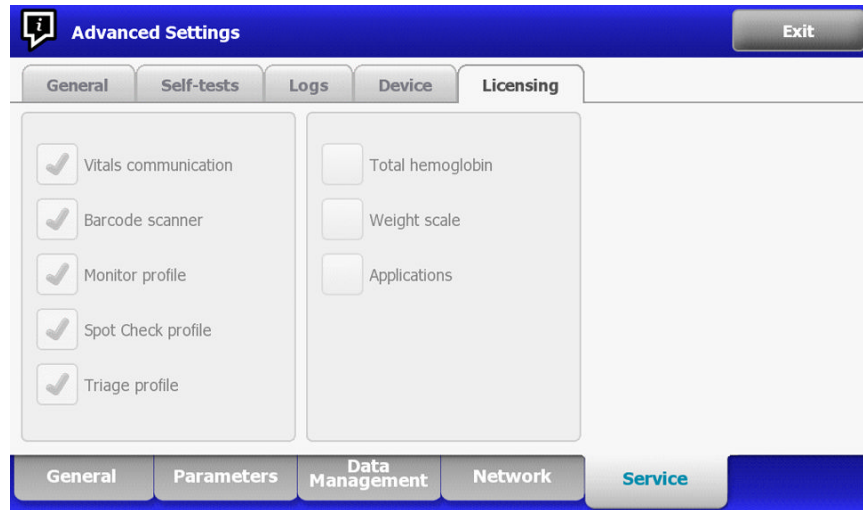 Advanced Settings
Exit
General
Self-tests
Logs
Device
Licensing
Vitals communication
Barcode scanner
Monitor profile
Spot Check profile
Triage profile
Total hemoglobin
Weight scale
Applications
General
Parameters
Data
Management
Network
Service